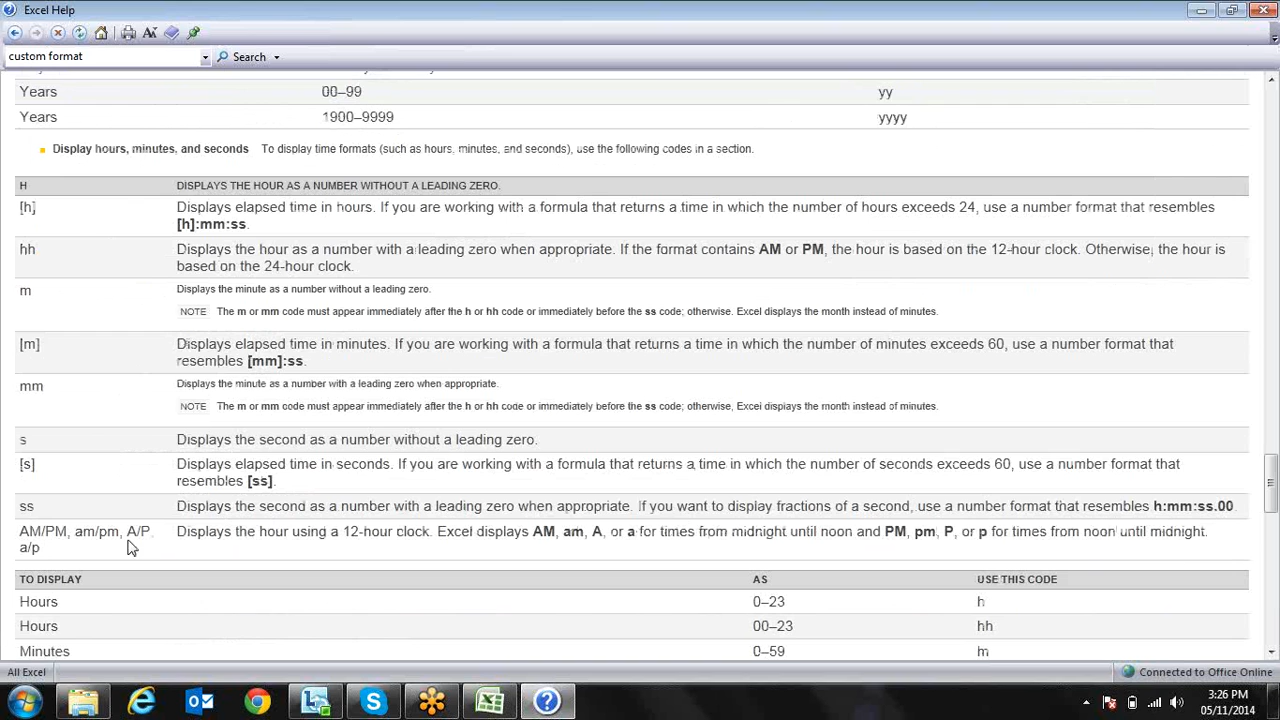 Excel Help
custom format
Search
Years 00–99 yy
Years 1900–9999 yyyy
Display hours, minutes, and seconds To display time formats (such as hours, minutes, and seconds), use the following codes in a section.
H DISPLAYS THE HOUR AS A NUMBER WITHOUT A LEADING ZERO.
[h] Displays elapsed time in hours. If you are working with a formula that returns a time in which the number of hours exceeds 24, use a number format that resembles
[h]:mm:ss.
hh Displays the hour as a number with a leading zero when appropriate. If the format contains AM or PM, the hour is based on the 12-hour clock. Otherwise, the hour is
based on the 24-hour clock.
m Displays the minute as a number without a leading zero.
NOTE The m or mm code must appear immediately after the h or hh code or immediately before the ss code; otherwise, Excel displays the month instead of minutes.
[m] Displays elapsed time in minutes. If you are working with a formula that returns a time in which the number of minutes exceeds 60, use a number format that
resembles [mm]:ss.
mm Displays the minute as a number with a leading zero when appropriate.
NOTE The m or mm code must appear immediately after the h or hh code or immediately before the ss code; otherwise, Excel displays the month instead of minutes.
s Displays the second as a number without a leading zero.
[s] Displays elapsed time in seconds. If you are working with a formula that returns a time in which the number of seconds exceeds 60, use a number format that
resembles [ss].
ss Displays the second as a number with a leading zero when appropriate. If you want to display fractions of a second, use a number format that resembles h:mm:ss.00.
AM/PM, am/pm, A/P, Displays the hour using a 12-hour clock. Excel displays AM, am, A, or a for times from midnight until noon and PM, pm, P, or p for times from noon until midnight.
a/p
TO DISPLAY AS USE THIS CODE
Hours 0–23 h
Hours 00–23 hh
Minutes 0–59 m
All Excel
Connected to Office Online
3:26 PM
05/11/2014